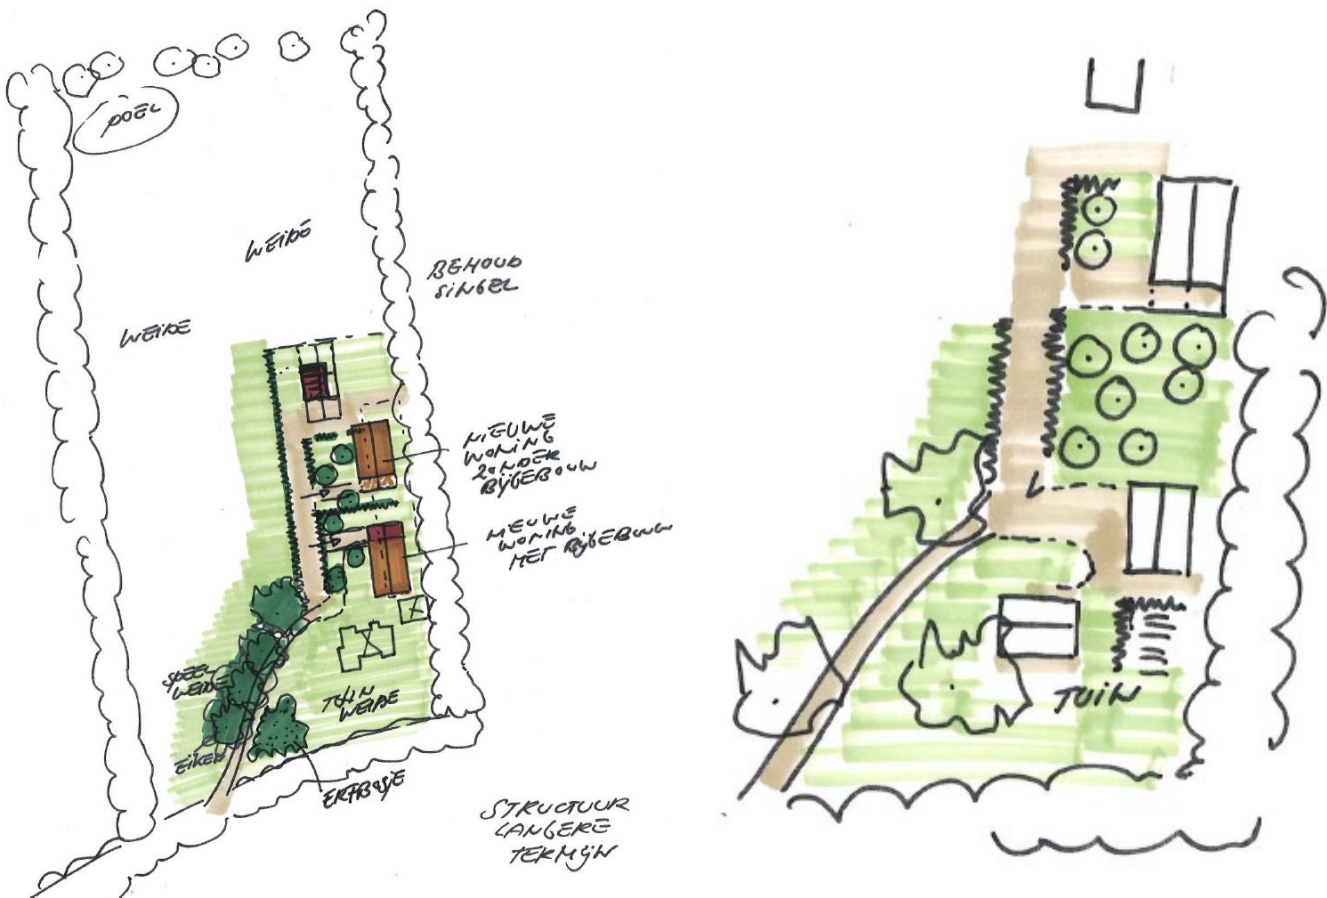 POEL
WEIDE
WEIDE
BEHOUD
SINGEL
NIEUWE
WONING
ZONDER
BIJGEBOUW
NIEUWE
WONING
MET BIJGEBOUW
SPEEL
WEIDE
TUIN
WEIDE
EIKEN
ERFBOSJE
STRUCTUUR
LANGERE
TERMIJN
TUIN